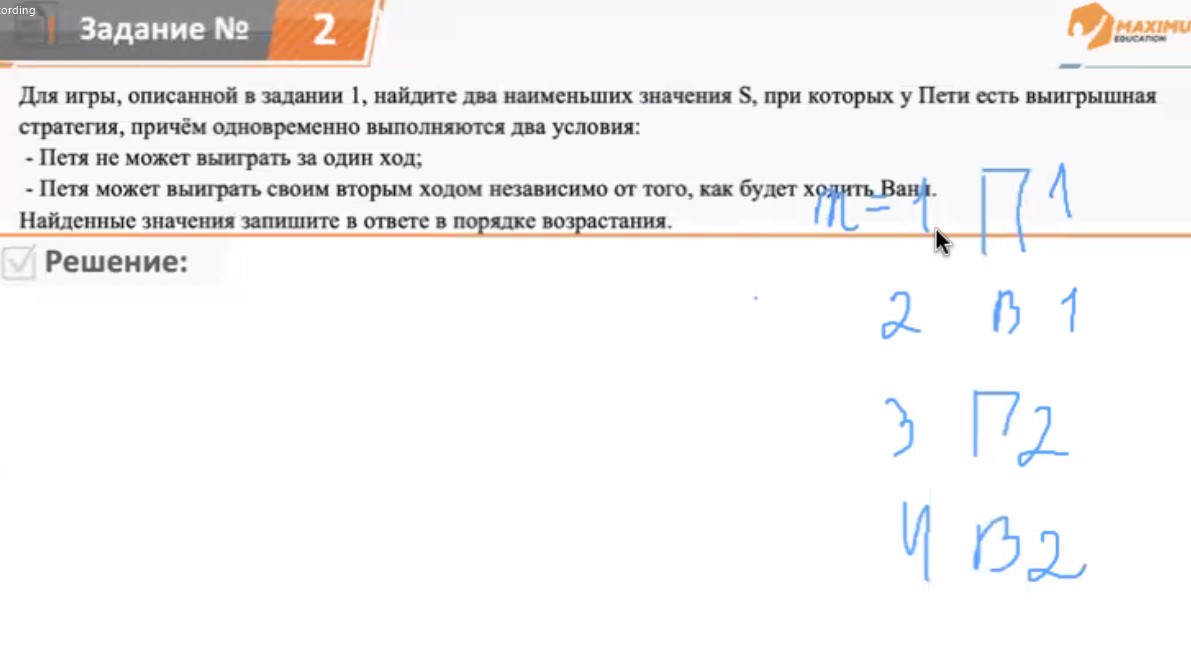 cording
Задание №
2
MAXIMU
EDUCATION
Для игры, описанной в задании 1, найдите два наименьших значения S, при которых у Пети есть выигрышная
стратегия, причём одновременно выполняются два условия:
- Петя не может выиграть за один ход;
- Петя может выиграть своим вторым ходом независимо от того, как будет ходить Ваня.
Найденные значения запишите в ответе в порядке возрастания.
Решение:
m=1 П1
2 В 1
3 П2
4 В2